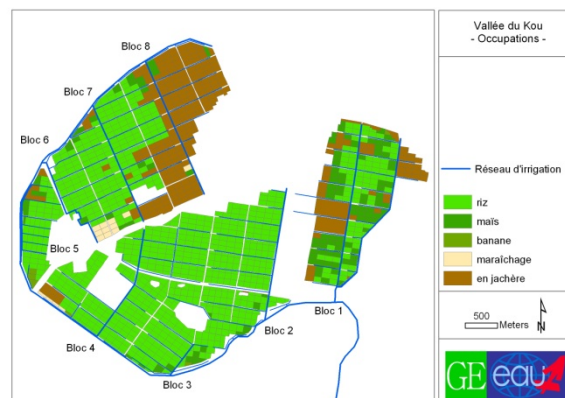 Bloc 8
Bloc 7
Bloc 6
Bloc 5
Bloc 4
Bloc 3
Bloc 2
Bloc 1
Vallée du Kou
- Occupations -
Réseau d'irrigation
riz
maïs
banane
maraîchage
en jachère
500
Meters
N
GE eau